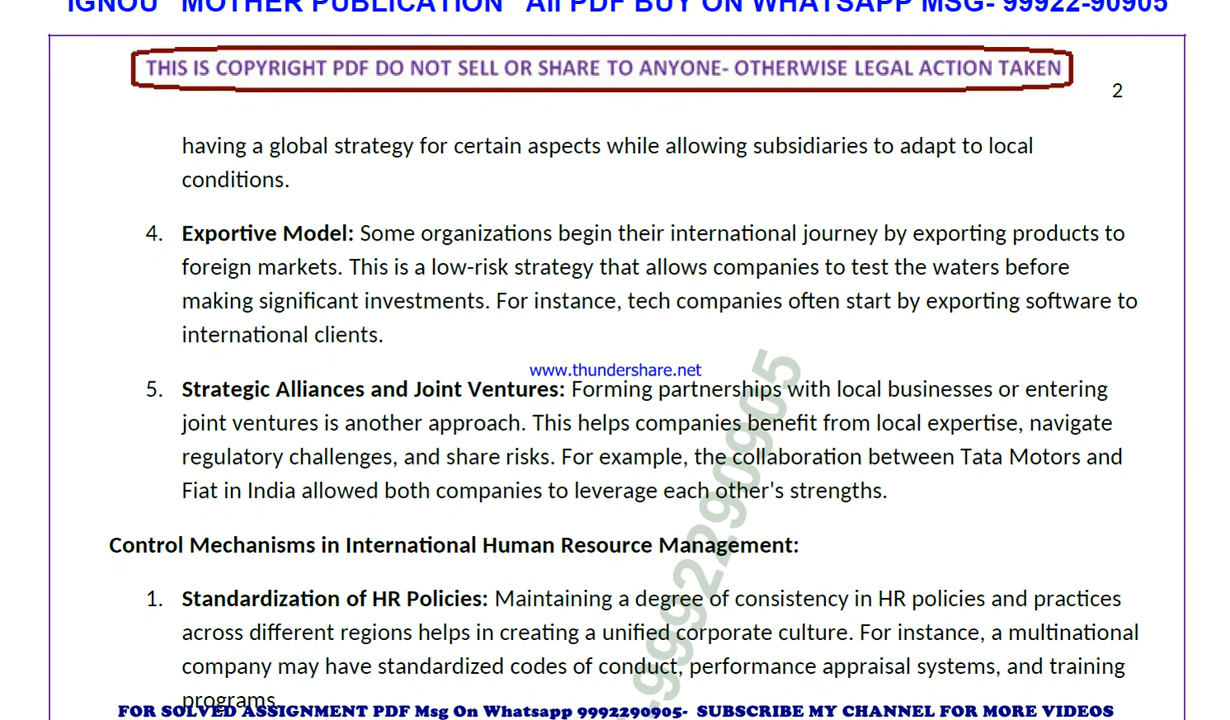 IGNOU "MOTHER PUBLICATION" All PDF BUY ON WHATSAPP MSG- 99922-90905
THIS IS COPYRIGHT PDF DO NOT SELL OR SHARE TO ANYONE- OTHERWISE LEGAL ACTION TAKEN
2
having a global strategy for certain aspects while allowing subsidiaries to adapt to local
conditions.
4. Exportive Model: Some organizations begin their international journey by exporting products to
foreign markets. This is a low-risk strategy that allows companies to test the waters before
making significant investments. For instance, tech companies often start by exporting software to
international clients.
www.thundershare.net
5. Strategic Alliances and Joint Ventures: Forming partnerships with local businesses or entering
joint ventures is another approach. This helps companies benefit from local expertise, navigate
regulatory challenges, and share risks. For example, the collaboration between Tata Motors and
Fiat in India allowed both companies to leverage each other's strengths.
Control Mechanisms in International Human Resource Management:
1. Standardization of HR Policies: Maintaining a degree of consistency in HR policies and practices
across different regions helps in creating a unified corporate culture. For instance, a multinational
company may have standardized codes of conduct, performance appraisal systems, and training
programs.
-9992290905
FOR SOLVED ASSIGNMENT PDF Msg On Whatsapp 9992290905- SUBSCRIBE MY CHANNEL FOR MORE VIDEOS